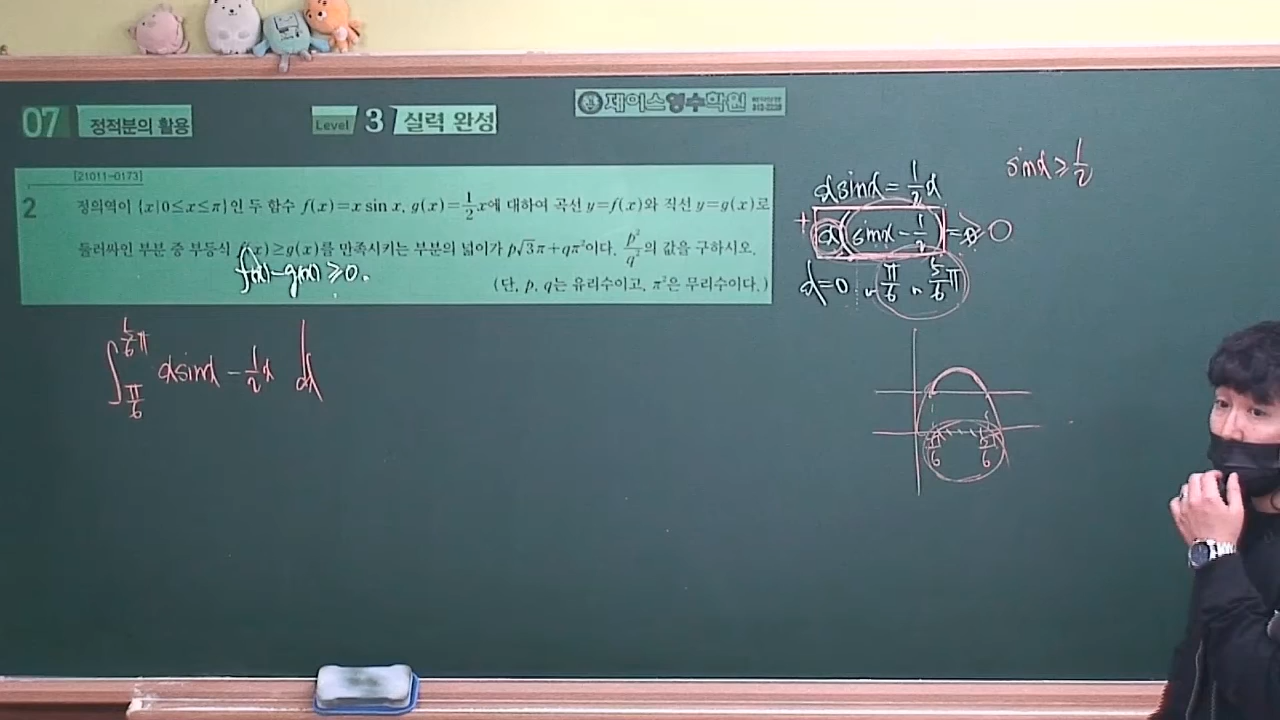 07 정적분의 활용
Level 3 실력 완성
제이스영수학원
[21011-0173]
2 정의역이 {x|0≤x≤π}인 두 함수 f(x)=x sin x, g(x)=1/2x에 대하여 곡선 y=f(x)와 직선 y=g(x)로
둘러싸인 부분 중 부등식 f(x)≥g(x)를 만족시키는 부분의 넓이가 p√3π+qπ²이다. p²/q²의 값을 구하시오.
(단, p, q는 유리수이고, π²은 무리수이다.)
f(x)-g(x)≥0.
∫ π/6 xsinx - 1/2 x dx
xsinx = 1/2 x
+ x(sinx - 1/2) = ≥ 0
x=0, π/6, 5/6 π
sinx ≥ 1/2
π/6 5/6